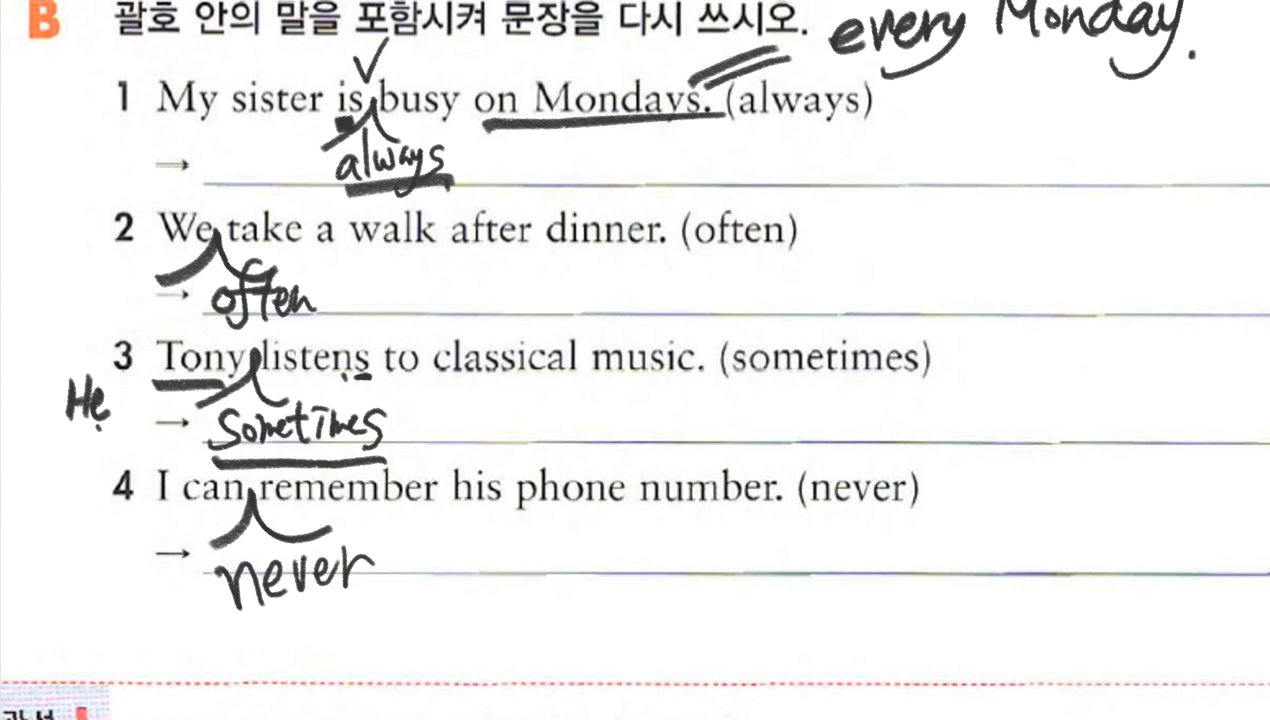 B 괄호 안의 말을 포함시켜 문장을 다시 쓰시오. every Monday.
1 My sister is busy on Mondays. (always)
→ always
2 We take a walk after dinner. (often)
→ often
3 Tony listens to classical music. (sometimes)
He
→ sometimes
4 I can remember his phone number. (never)
→ never